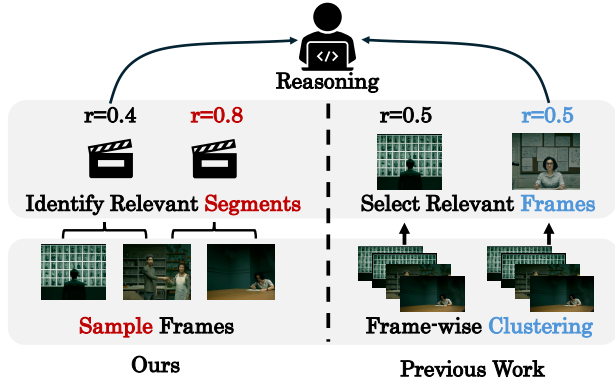 </>
Reasoning
r=0.4 r=0.8 r=0.5 r=0.5
Identify Relevant Segments
Select Relevant Frames
Sample Frames
Frame-wise Clustering
Ours
Previous Work